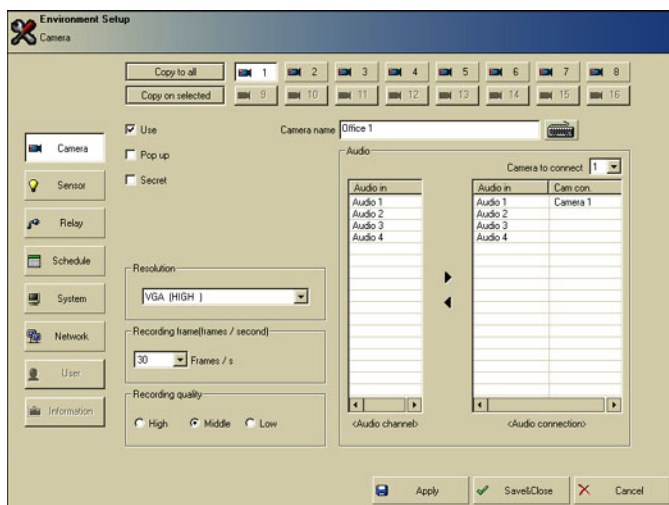 Environment Setup
Camera
Copy to all
1 2 3 4 5 6 7 8
Copy on selected
9 10 11 12 13 14 15 16
Camera
Sensor
Relay
Schedule
System
Network
User
Information
Use
Pop up
Secret
Camera name Office 1
Audio
Camera to connect 1
Audio in
Audio 1
Audio 2
Audio 3
Audio 4
<Audio channel>
Audio in Cam con.
Audio 1 Camera 1
Audio 2
Audio 3
Audio 4
<Audio connection>
Resolution
VGA (HIGH )
Recording frame(frames / second)
30 Frames / s
Recording quality
High Middle Low
Apply Save&Close Cancel